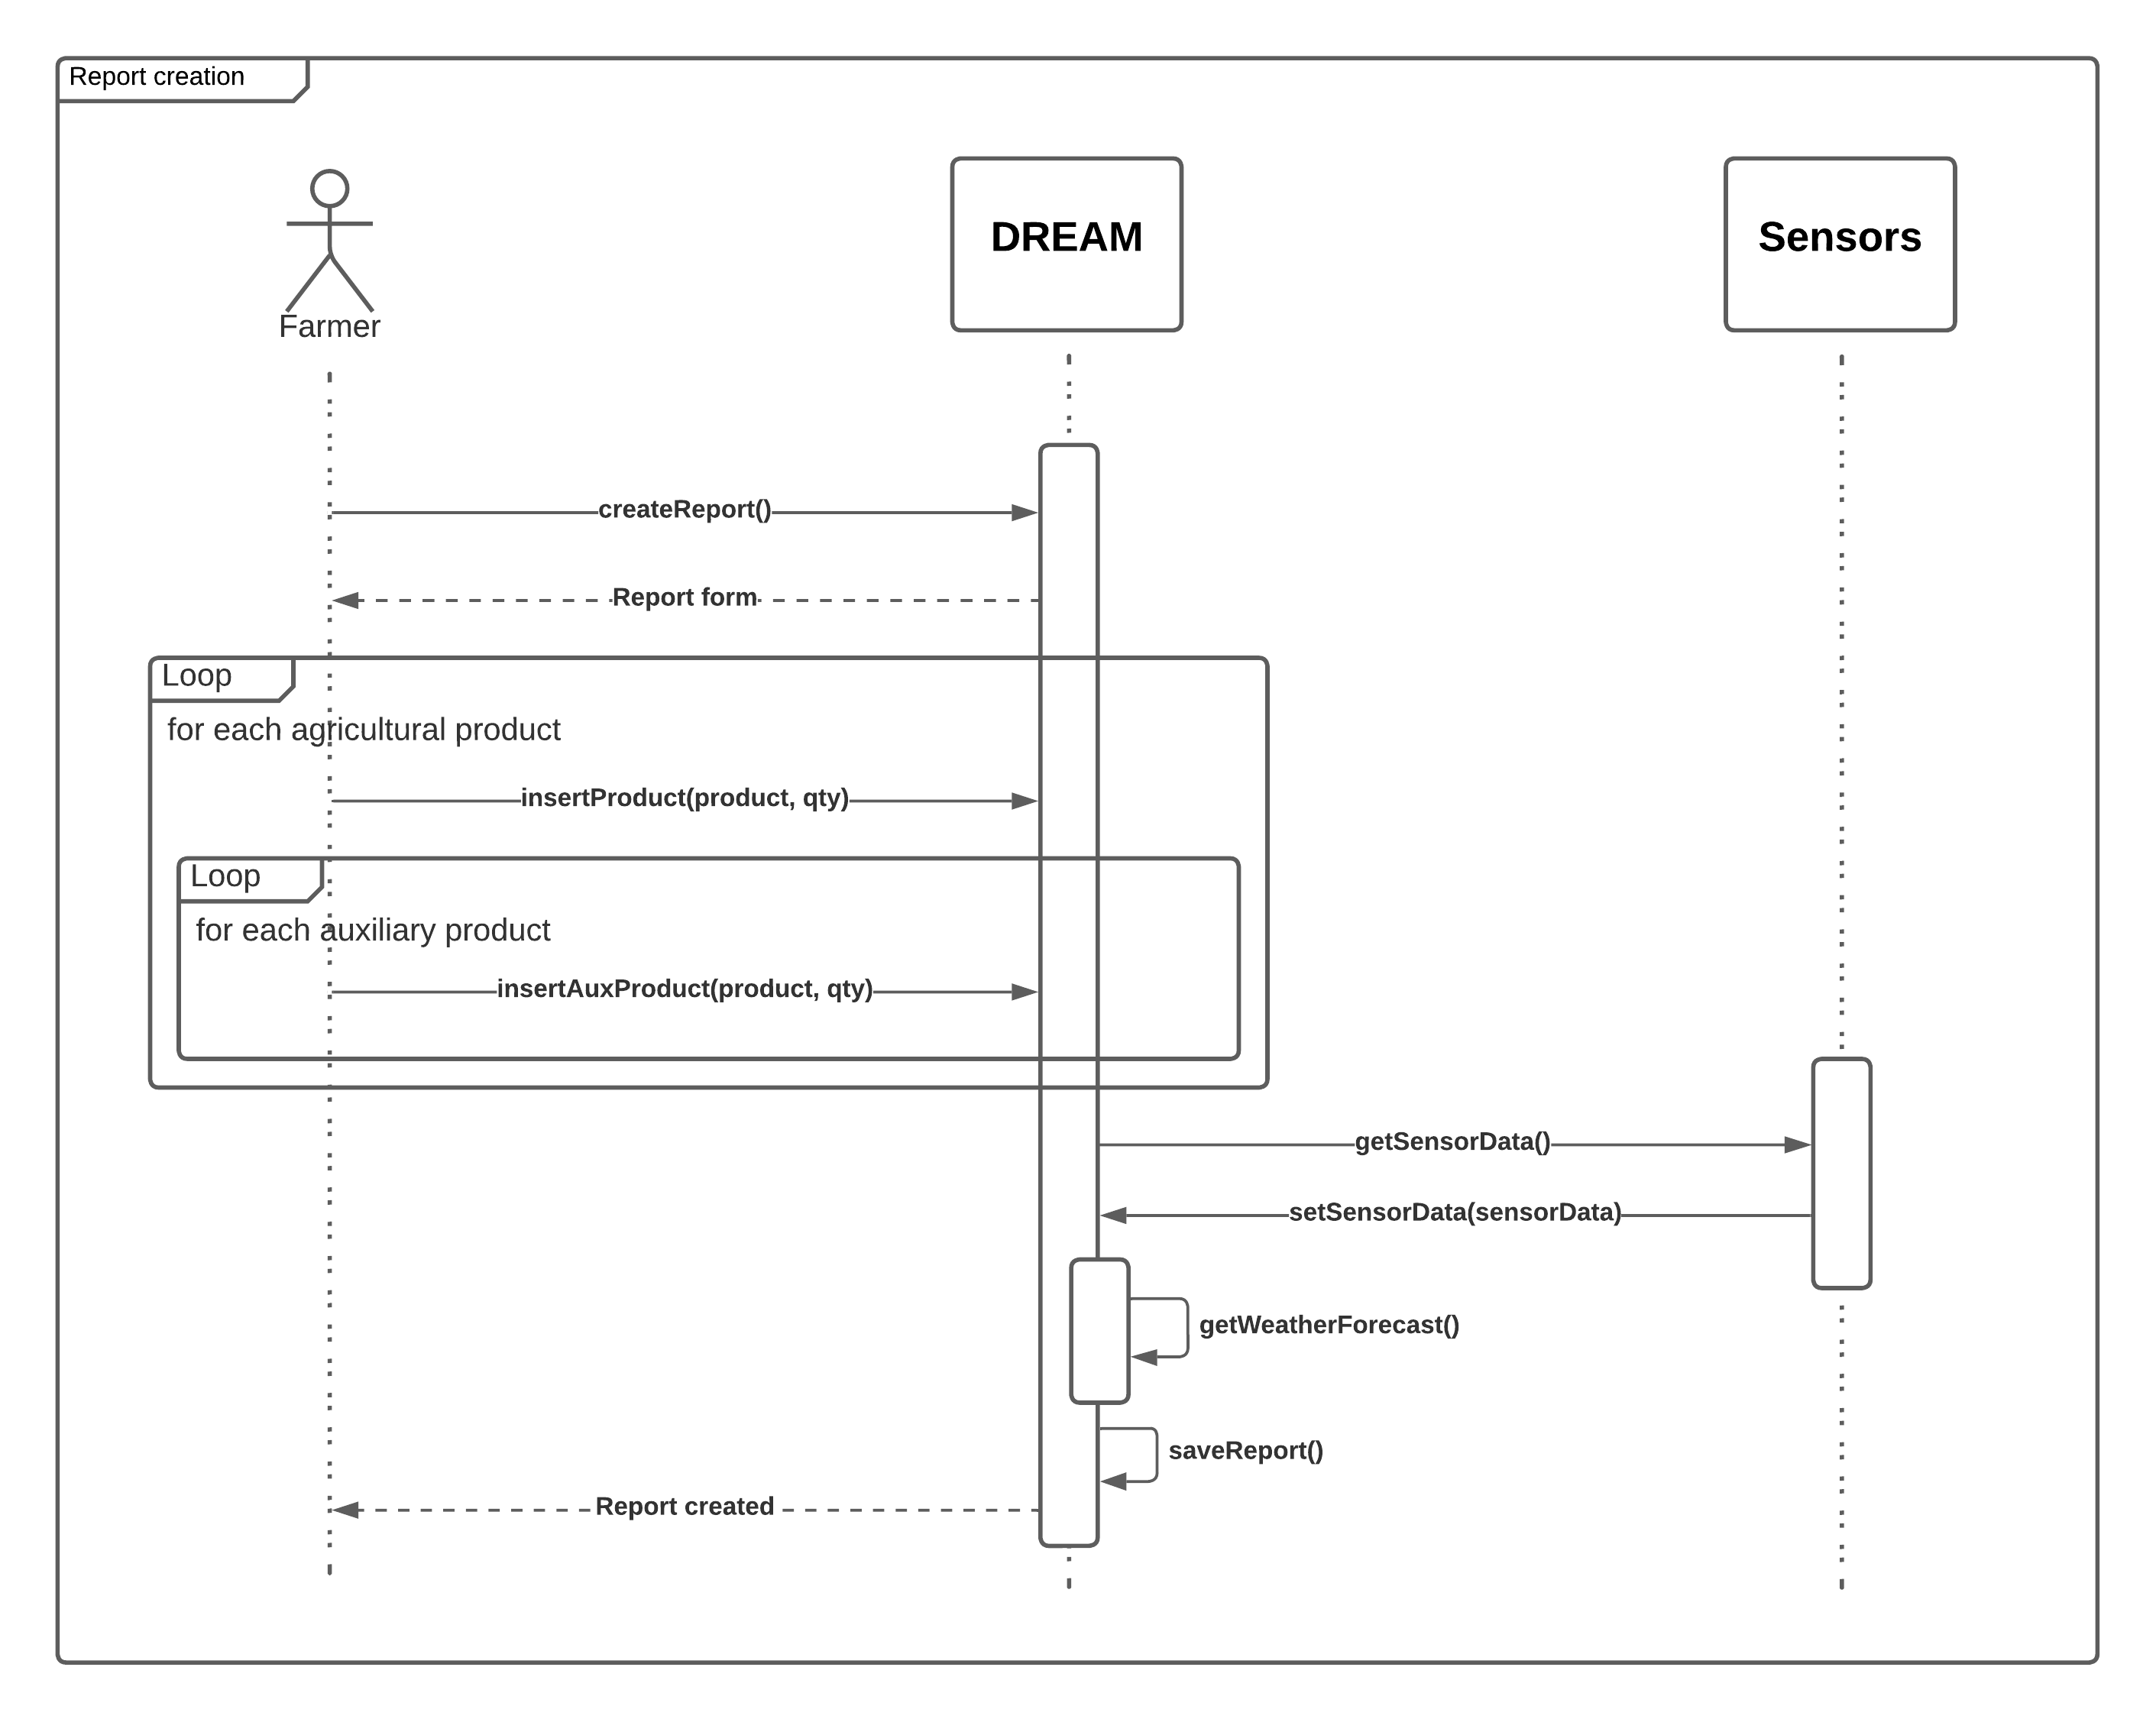 Report creation
Farmer
DREAM
Sensors
createReport()
Report form
Loop
for each agricultural product
insertProduct(product, qty)
Loop
for each auxiliary product
insertAuxProduct(product, qty)
getSensorData()
setSensorData(sensorData)
getWeatherForecast()
saveReport()
Report created